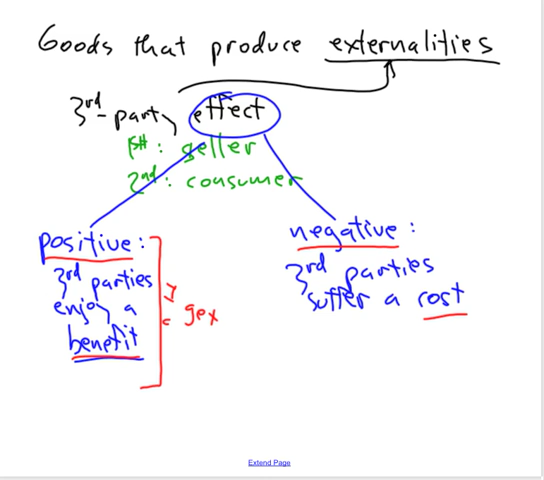 Goods that produce externalities
3rd-party effect
1st: seller
2nd: consumer
positive:
3rd parties
enjoy a
benefit
negative:
3rd parties
suffer a cost
Extend Page